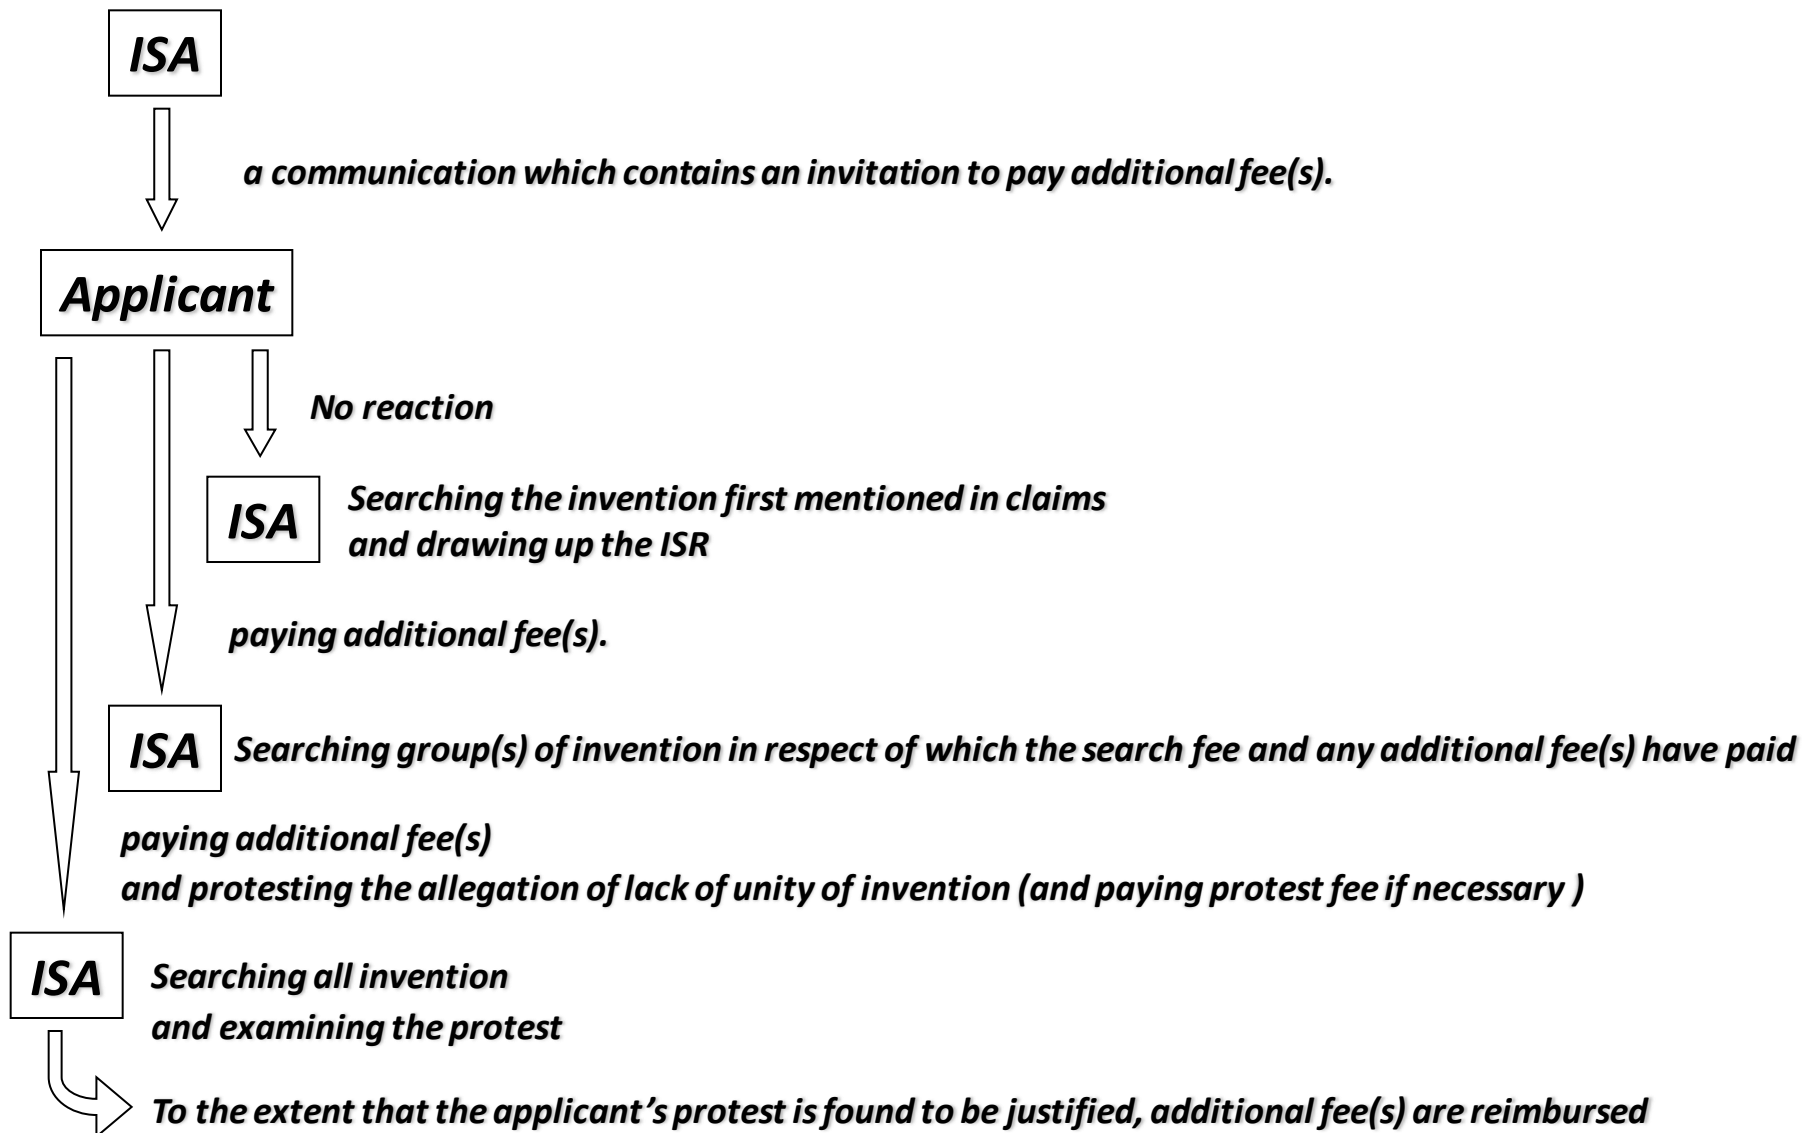 ISA
a communication which contains an invitation to pay additional fee(s).
Applicant
No reaction
ISA
Searching the invention first mentioned in claims
and drawing up the ISR
paying additional fee(s).
ISA
Searching group(s) of invention in respect of which the search fee and any additional fee(s) have paid
paying additional fee(s)
and protesting the allegation of lack of unity of invention (and paying protest fee if necessary )
ISA
Searching all invention
and examining the protest
To the extent that the applicant’s protest is found to be justified, additional fee(s) are reimbursed